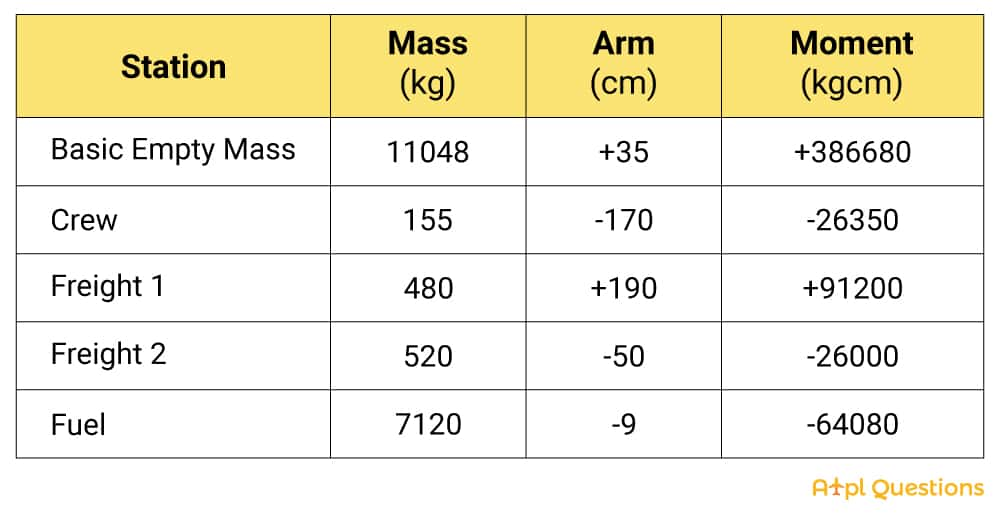 Station Mass (kg) Arm (cm) Moment (kgcm)
Basic Empty Mass 11048 +35 +386680
Crew 155 -170 -26350
Freight 1 480 +190 +91200
Freight 2 520 -50 -26000
Fuel 7120 -9 -64080
Atpl Questions